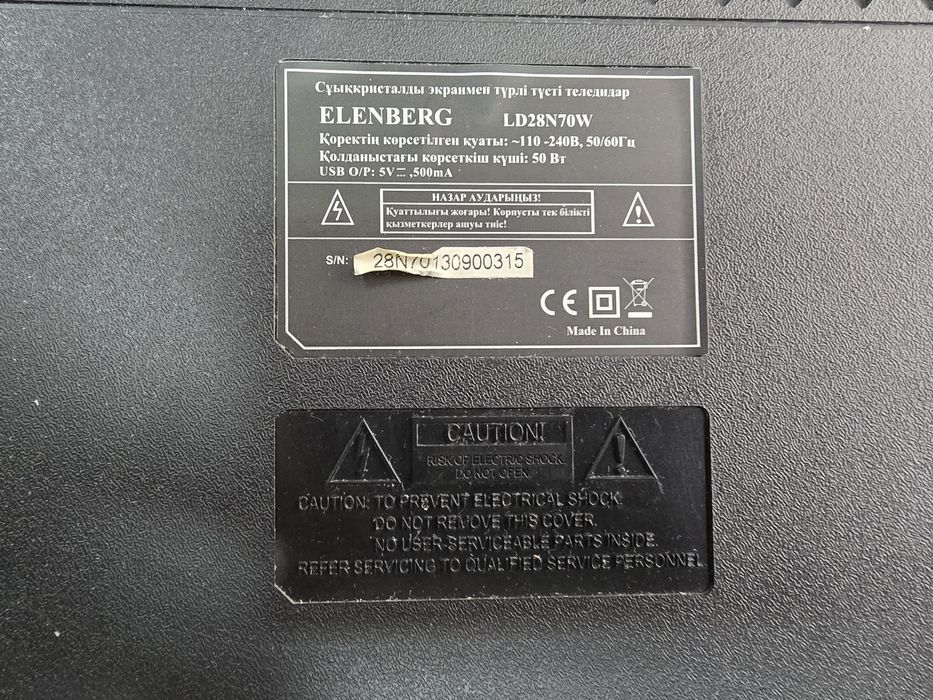 Сұыққристалды экранмен түрлі түсті теледидар
ELENBERG LD28N70W
Қоректің көрсетілген қуаты: ~110 -240В, 50/60Гц
Қолданыстағы көрсеткіш күші: 50 Вт
USB O/P: 5V⎓,500mA
НАЗАР АУДАРЫҢЫЗ!
Қуаттылығы жоғары! Корпусты тек білікті
қызметкерлер ашуы тиіс!
S/N: 28N70130900315
CE
Made In China
CAUTION!
RISK OF ELECTRIC SHOCK.
DO NOT OPEN.
CAUTION: TO PREVENT ELECTRICAL SHOCK.
DO NOT REMOVE THIS COVER.
NO USER-SERVICEABLE PARTS INSIDE.
REFER SERVICING TO QUALIFIED SERVICE PERSONNEL